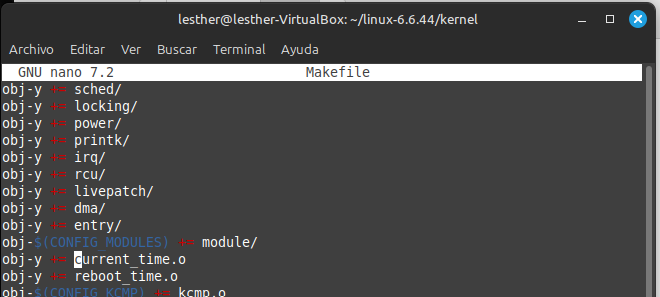 lesther@lesther-VirtualBox: ~/linux-6.6.44/kernel
Archivo Editar Ver Buscar Terminal Ayuda
GNU nano 7.2 Makefile
obj-y += sched/
obj-y += locking/
obj-y += power/
obj-y += printk/
obj-y += irq/
obj-y += rcu/
obj-y += livepatch/
obj-y += dma/
obj-y += entry/
obj-$(CONFIG_MODULES) += module/
obj-y += current_time.o
obj-y += reboot_time.o
obj-$(CONFIG_KCMP) += kcmp.o